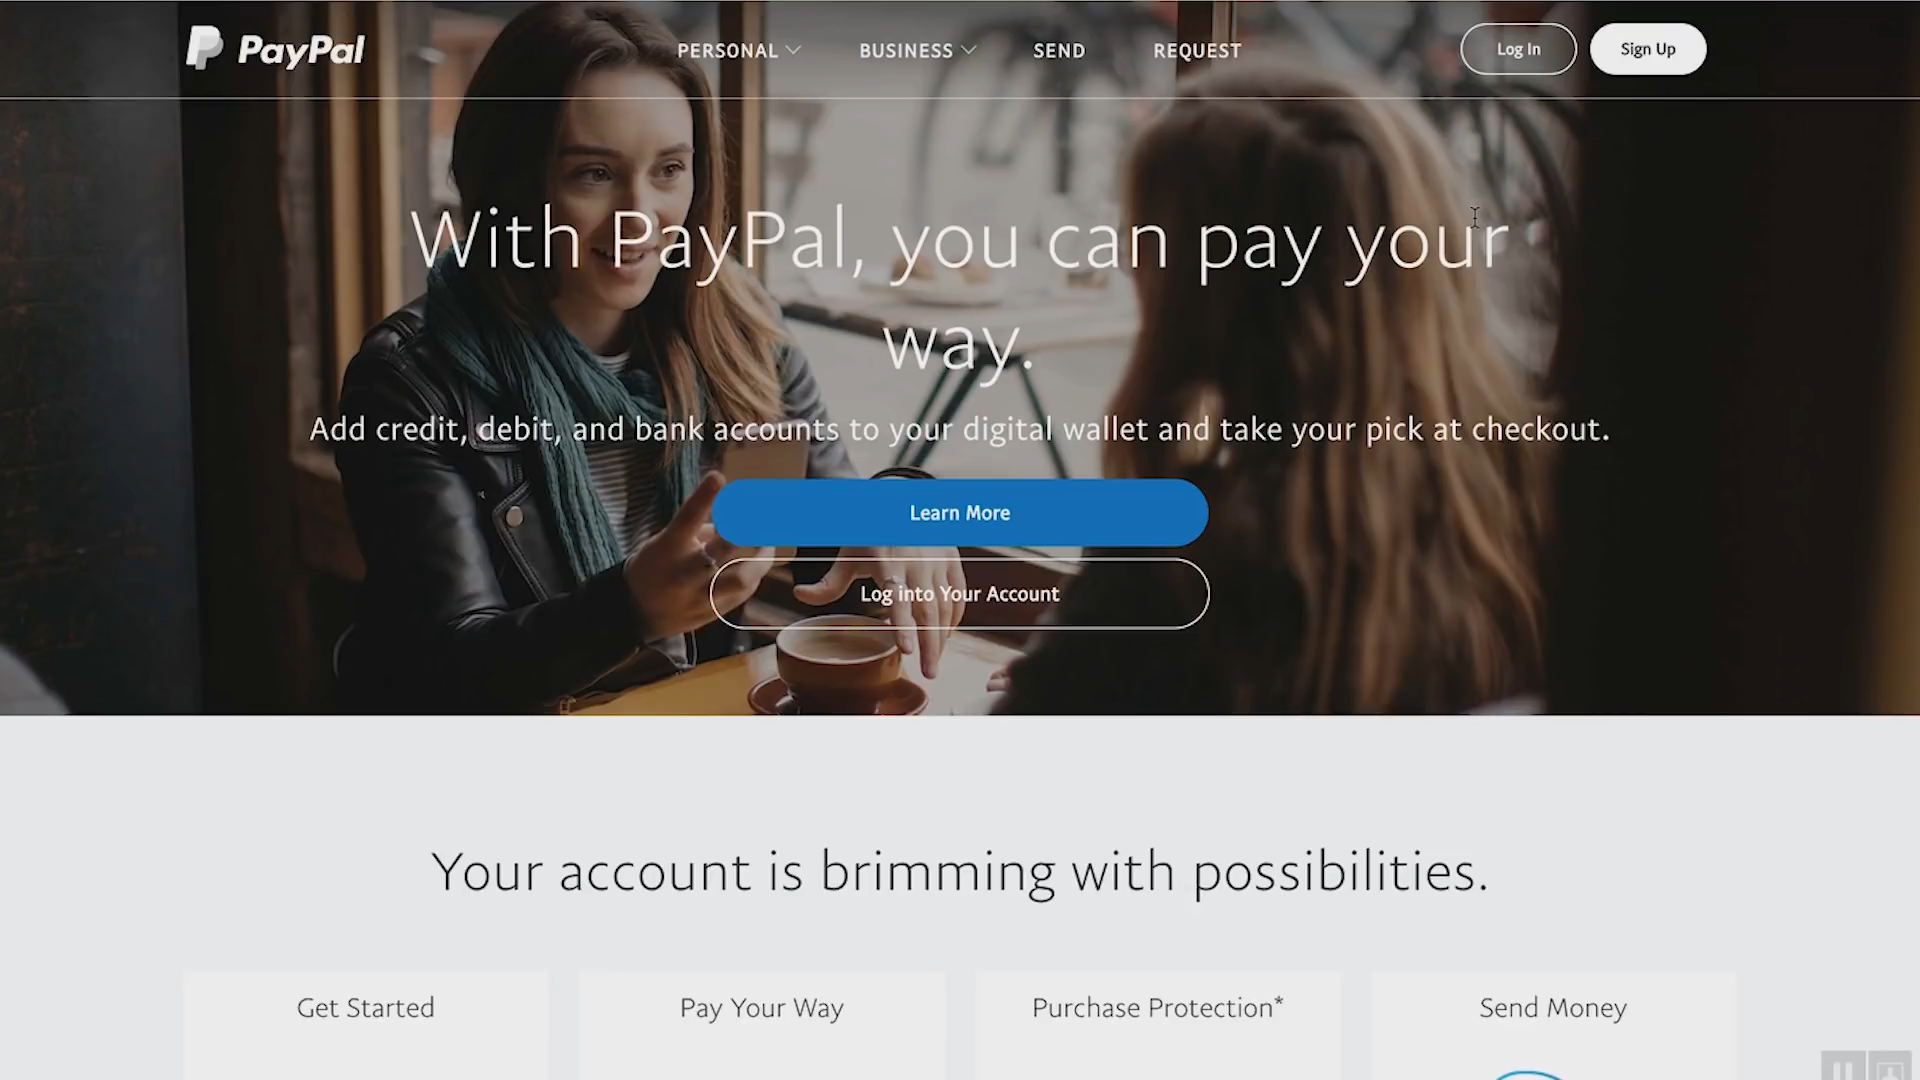 PayPal
PERSONAL
BUSINESS
SEND
REQUEST
Log In
Sign Up
With PayPal, you can pay your
way.
Add credit, debit, and bank accounts to your digital wallet and take your pick at checkout.
Learn More
Log into Your Account
Your account is brimming with possibilities.
Get Started
Pay Your Way
Purchase Protection*
Send Money